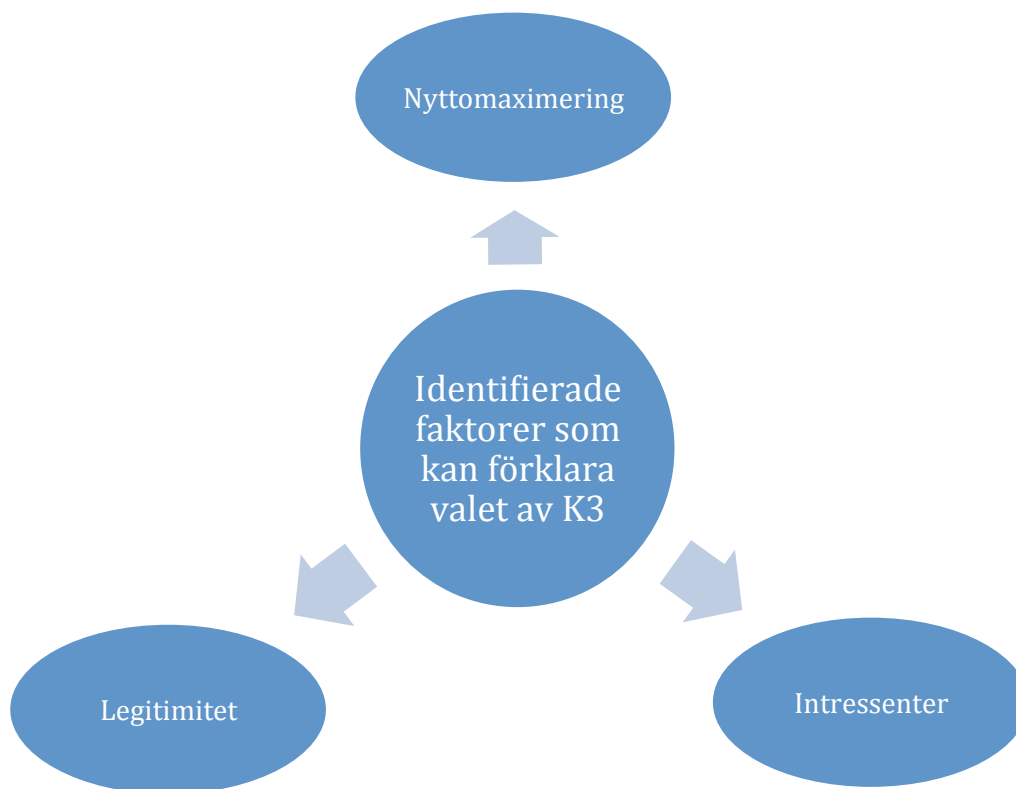 Nyttomaximering
Identifierade
faktorer som
kan förklara
valet av K3
Legitimitet
Intressenter